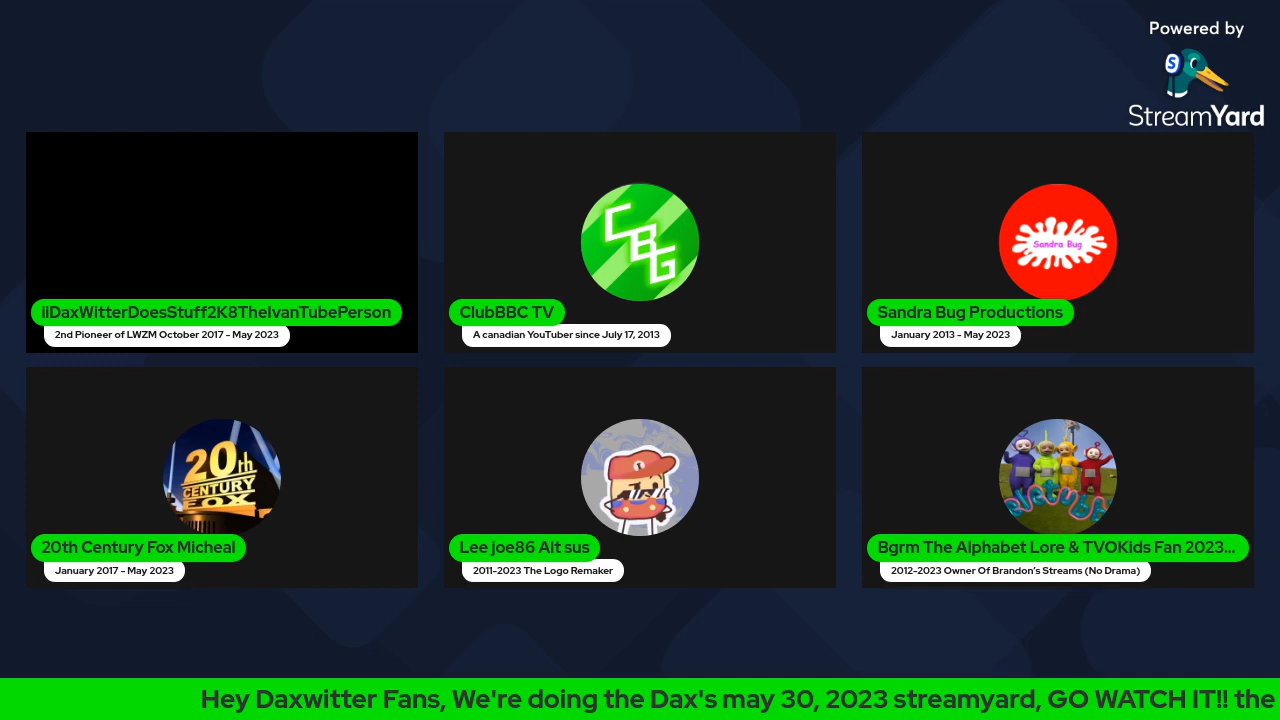 Powered by
S
StreamYard
CBG
Sandra Bug
iiDaxWitterDoesStuff2K8TheIvanTubePerson
ClubBBC TV
Sandra Bug Productions
2nd Pioneer of LWZM October 2017 - May 2023
A canadian YouTuber since July 17, 2013
January 2013 - May 2023
20th
CENTURY
FOX
20th Century Fox Micheal
Lee joe86 Alt sus
Bgrm The Alphabet Lore & TVOKids Fan 2023...
January 2017 - May 2023
2011-2023 The Logo Remaker
2012-2023 Owner Of Brandon's Streams (No Drama)
Hey Daxwitter Fans, We're doing the Dax's may 30, 2023 streamyard, GO WATCH IT!! the